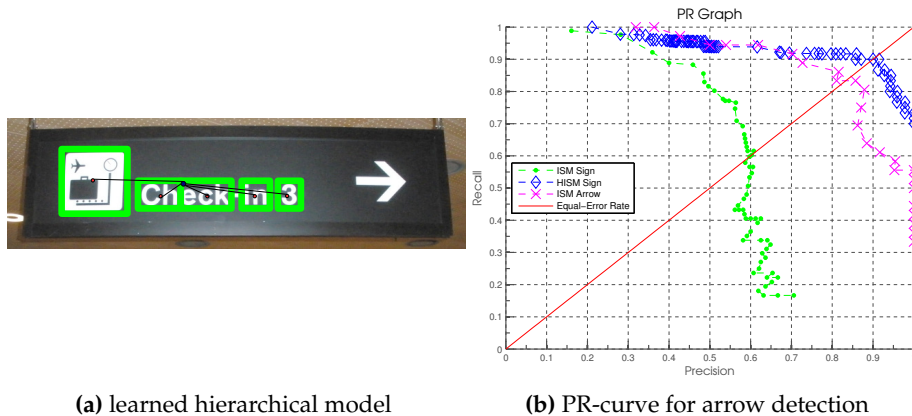 Check-in 3
(a) learned hierarchical model
PR Graph
Recall
1
0.9
0.8
0.7
0.6
0.5
0.4
0.3
0.2
0.1
0
ISM Sign
HISM Sign
ISM Arrow
Equal-Error Rate
0 0.1 0.2 0.3 0.4 0.5 0.6 0.7 0.8 0.9 1
Precision
(b) PR-curve for arrow detection